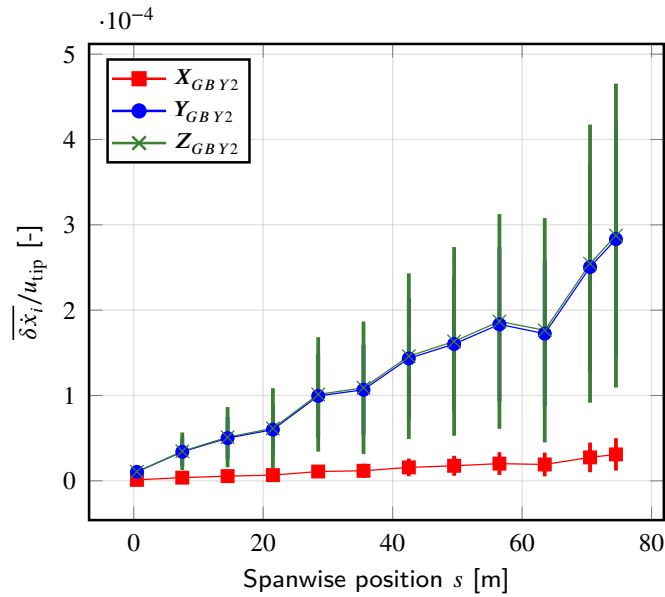 ·10⁻⁴
5
4
3
2
1
0
0
20
40
60
80
X_GBY2
Y_GBY2
Z_GBY2
Spanwise position s [m]
\overline{δẋ_i}/u_tip [-]